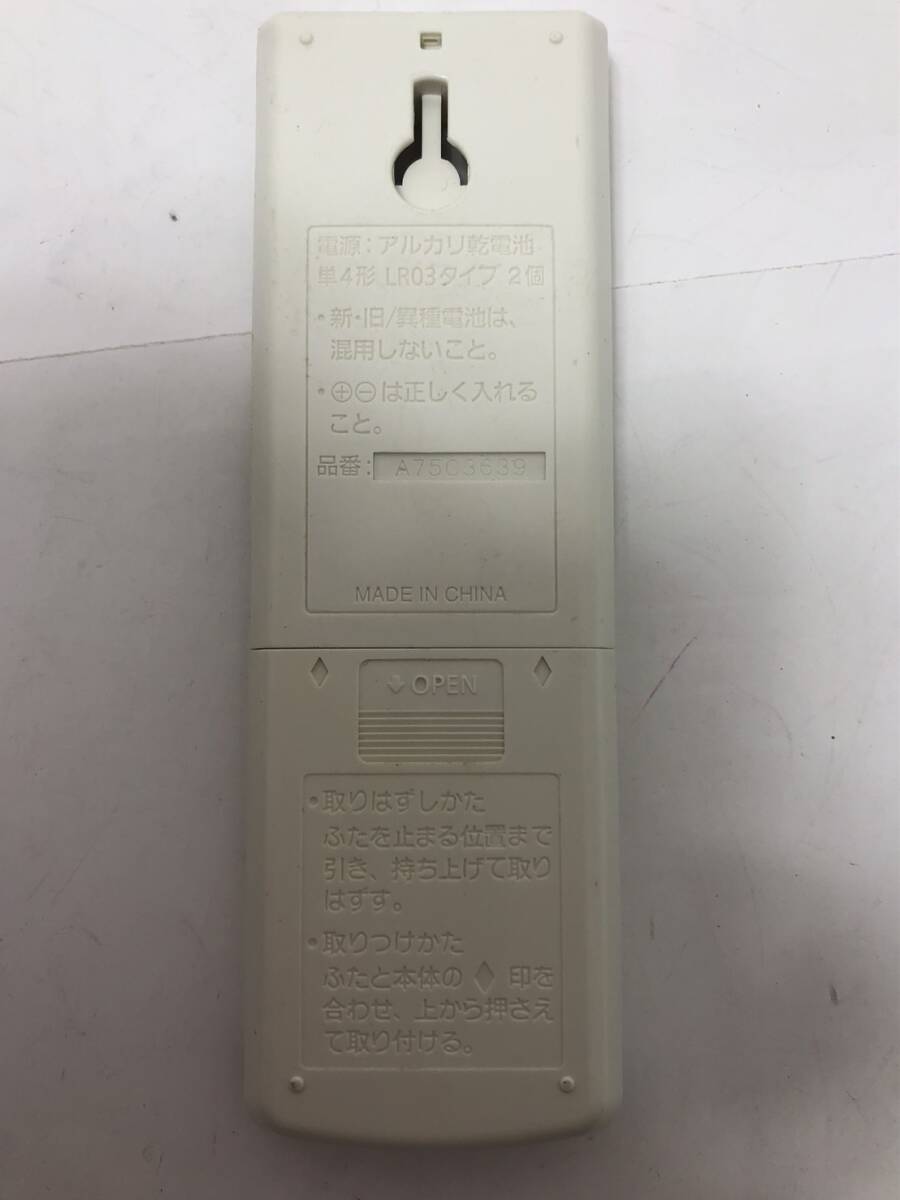 電源：アルカリ乾電池
単4形 LR03タイプ 2個
・新・旧/異種電池は、
混用しないこと。
・⊕⊖は正しく入れる
こと。
品番： A7503639
MADE IN CHINA
OPEN
・取りはずしかた
ふたを止まる位置まで
引き、持ち上げて取り
はずす。
・取りつけかた
ふたと本体の ◇ 印を
合わせ、上から押さえ
て取り付ける。